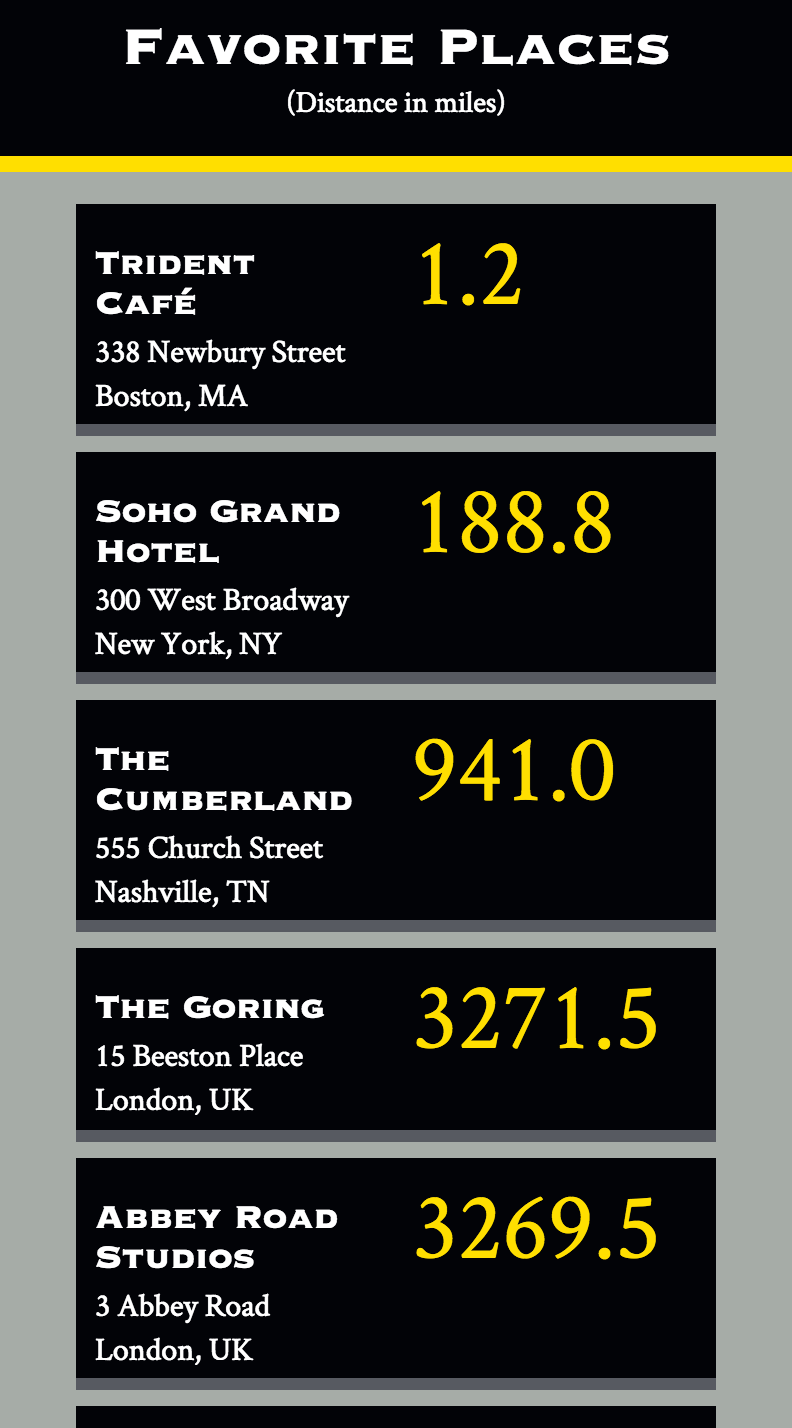 Favorite Places
(Distance in miles)
Trident
Café
338 Newbury Street
Boston, MA
1.2
Soho Grand
Hotel
300 West Broadway
New York, NY
188.8
The
Cumberland
555 Church Street
Nashville, TN
941.0
The Goring
15 Beeston Place
London, UK
3271.5
Abbey Road
Studios
3 Abbey Road
London, UK
3269.5